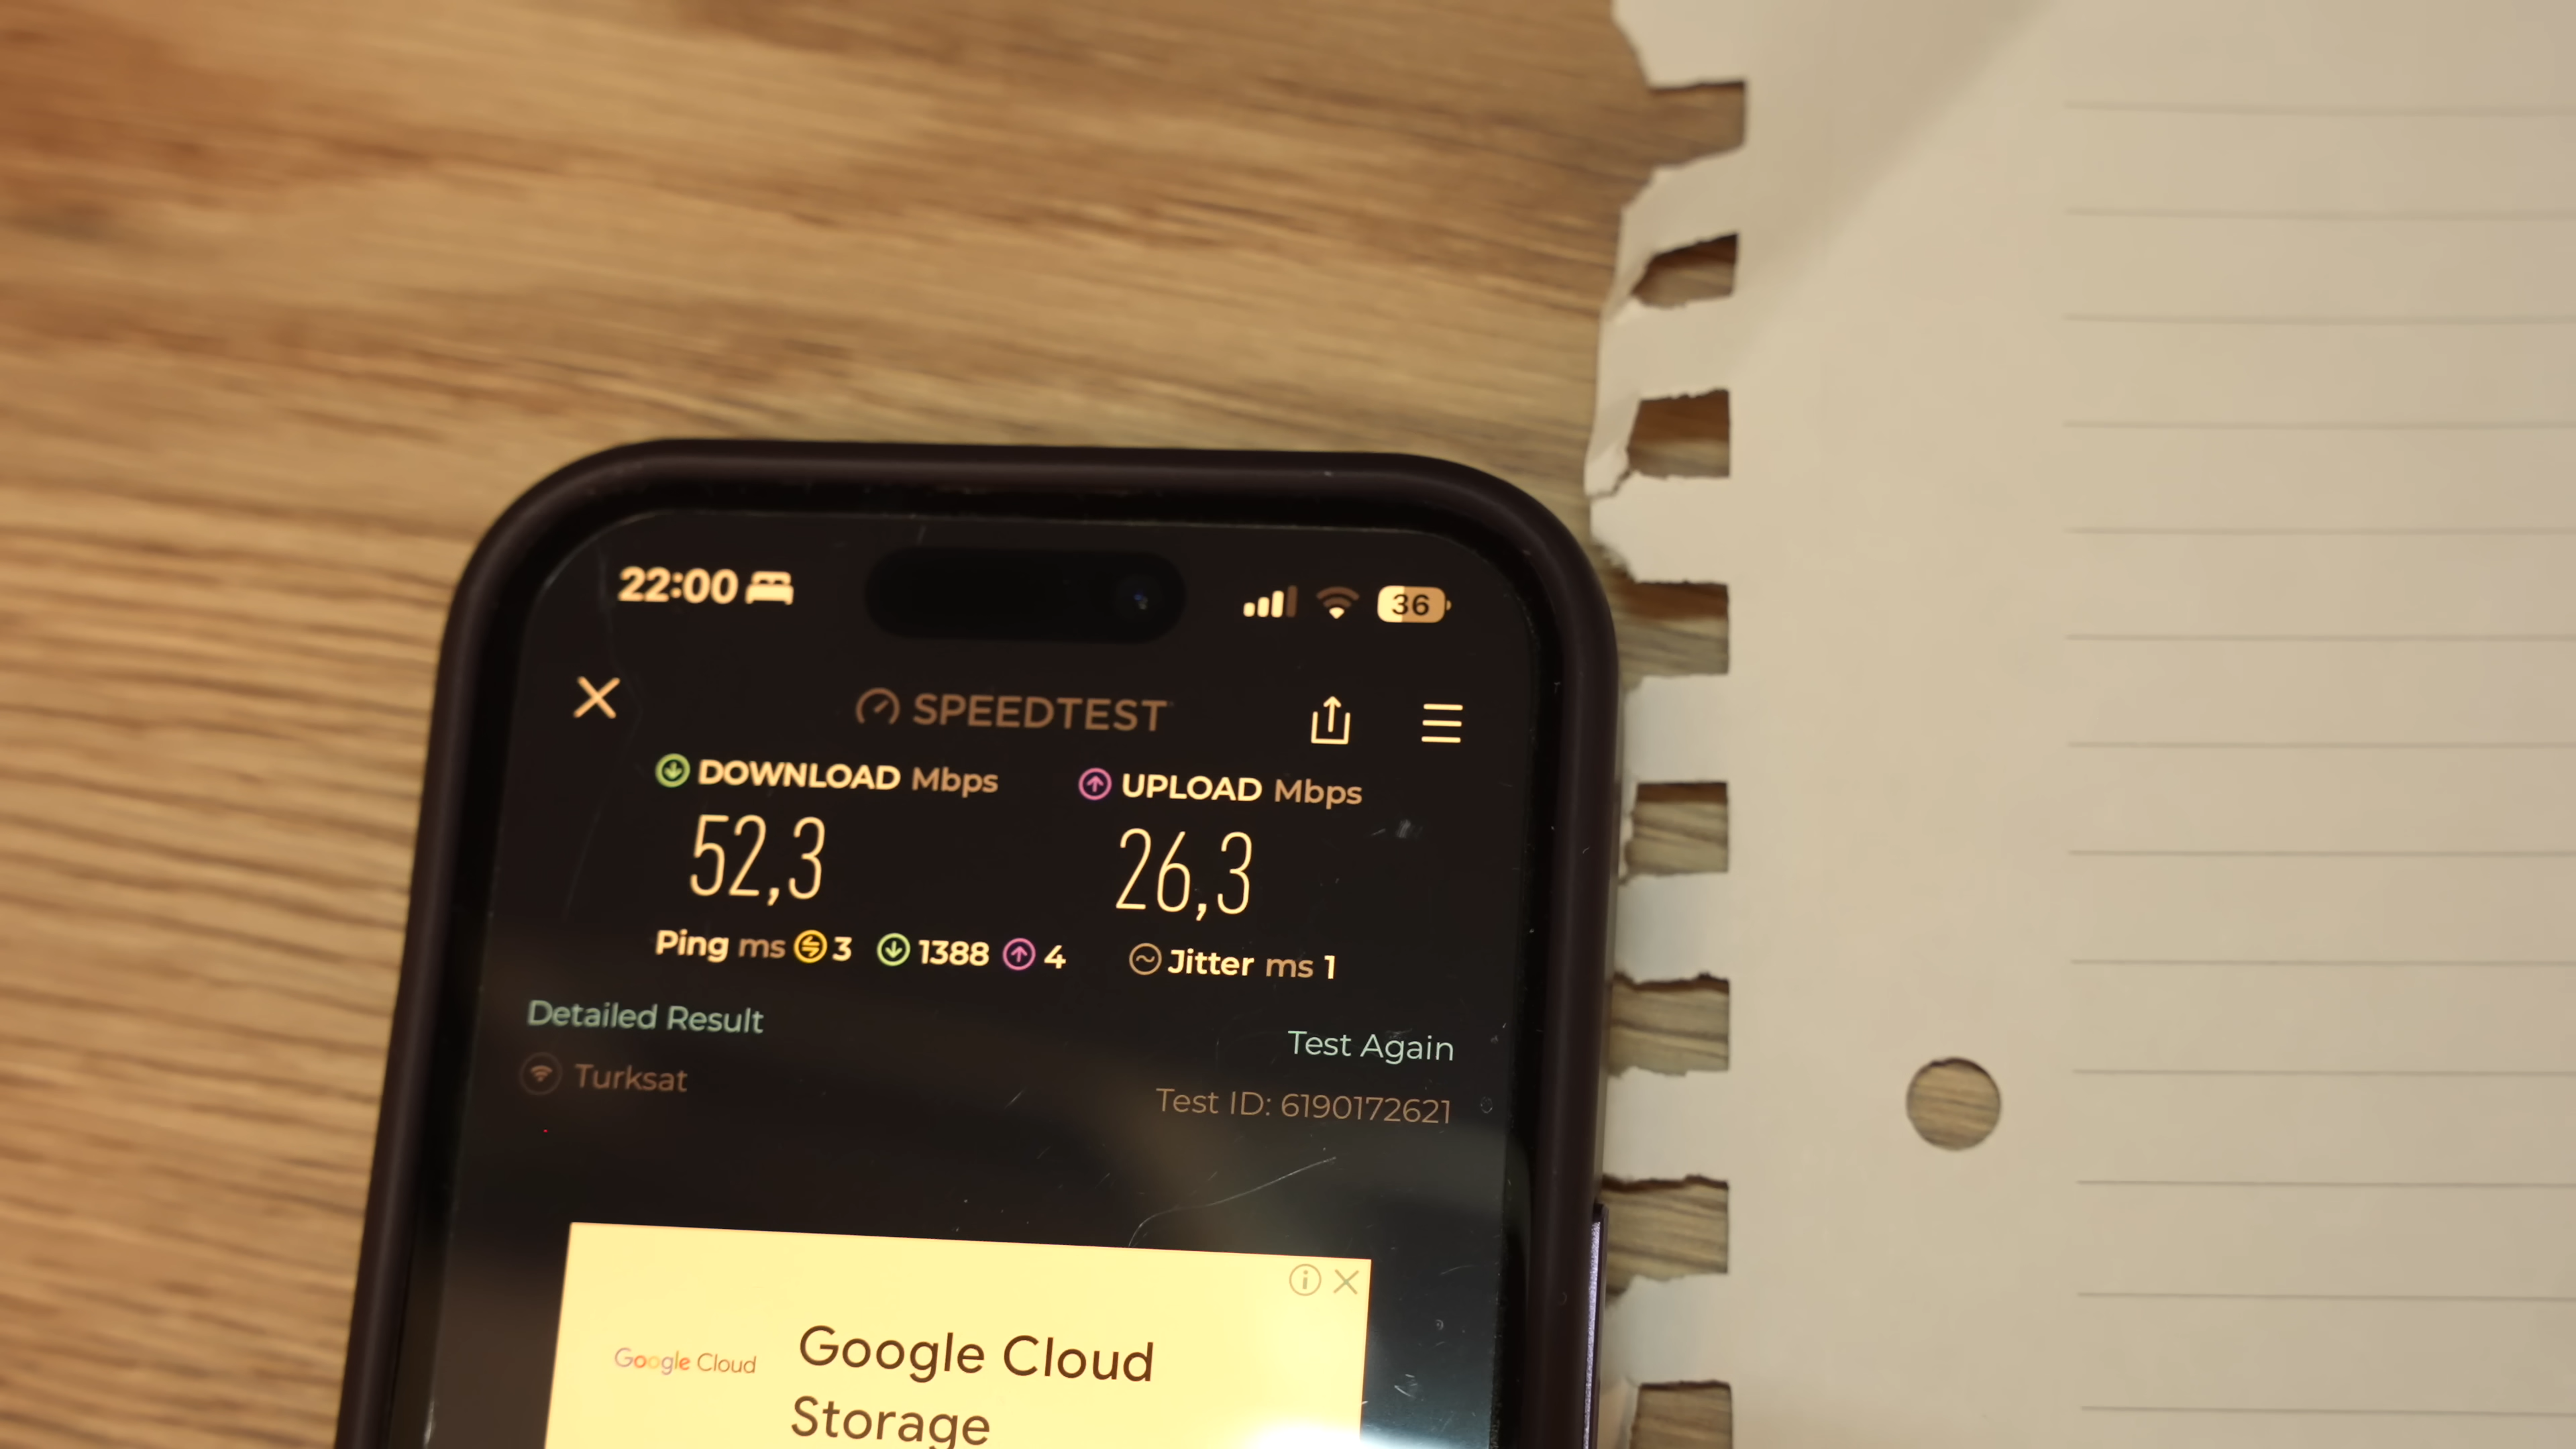 22:00 36
SPEEDTEST
DOWNLOAD Mbps UPLOAD Mbps
52,3 26,3
Ping ms 3 1388 4 Jitter ms 1
Detailed Result Test Again
Turksat Test ID: 6190172621
Google Cloud Google Cloud
Storage